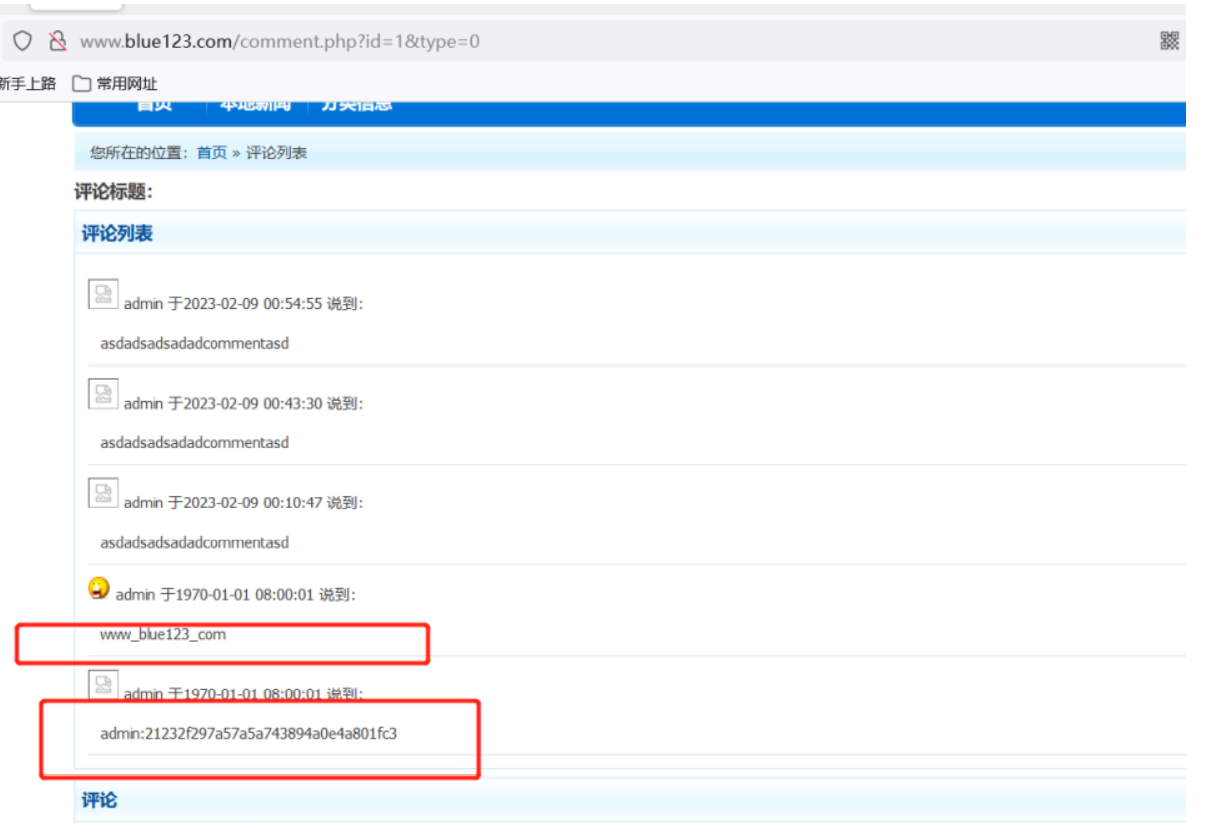 www.blue123.com/comment.php?id=1&type=0
新手上路 常用网址
首页 本地新闻 分类信息
您所在的位置：首页 » 评论列表
评论标题：
评论列表
admin 于2023-02-09 00:54:55 说到：
asdadsadsadadcommentasd
admin 于2023-02-09 00:43:30 说到：
asdadsadsadadcommentasd
admin 于2023-02-09 00:10:47 说到：
asdadsadsadadcommentasd
admin 于1970-01-01 08:00:01 说到：
www_blue123_com
admin 于1970-01-01 08:00:01 说到：
admin:21232f297a57a5a743894a0e4a801fc3
评论